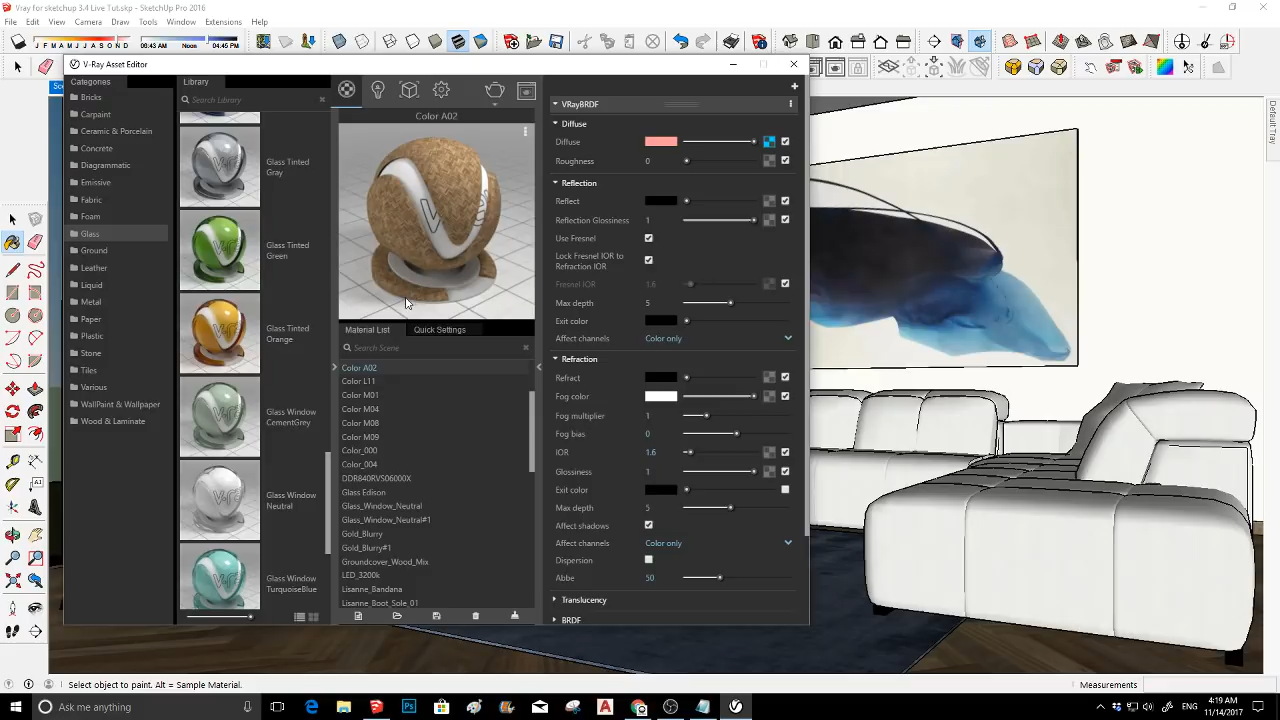 Vray for sketchup 3.4 Live Tut.skp - SketchUp Pro 2016
File Edit View Camera Draw Tools Window Extensions Help
J F M A M J J A S O N D
06:43 AM Noon 04:45 PM
V-Ray Asset Editor
Categories
Bricks
Carpaint
Ceramic & Porcelain
Concrete
Diagrammatic
Emissive
Fabric
Foam
Glass
Ground
Leather
Liquid
Metal
Paper
Plastic
Stone
Tiles
Various
WallPaint & Wallpaper
Wood & Laminate
Library
Search Library
Glass Tinted
Gray
Glass Tinted
Green
Glass Tinted
Orange
Glass Window
CementGrey
Glass Window
Neutral
Glass Window
TurquoiseBlue
Color A02
Material List
Quick Settings
Search Scene
Color A02
Color L11
Color M01
Color M04
Color M08
Color M09
Color_000
Color_004
DDR840RVS06000X
Glass Edison
Glass_Window_Neutral
Glass_Window_Neutral#1
Gold_Blurry
Gold_Blurry#1
Groundcover_Wood_Mix
LED_3200k
Lisanne_Bandana
Lisanne_Boot_Sole_01
VRayBRDF
Diffuse
Diffuse
Roughness 0
Reflection
Reflect
Reflection Glossiness 1
Use Fresnel
Lock Fresnel IOR to
Refraction IOR
Fresnel IOR 1.6
Max depth 5
Exit color
Affect channels Color only
Refraction
Refract
Fog color
Fog multiplier 1
Fog bias 0
IOR 1.6
Glossiness 1
Exit color
Max depth 5
Affect shadows
Affect channels Color only
Dispersion
Abbe 50
Translucency
BRDF
Default Tray
Select object to paint. Alt = Sample Material.
Measurements
Ask me anything
4:19 AM
11/14/2017